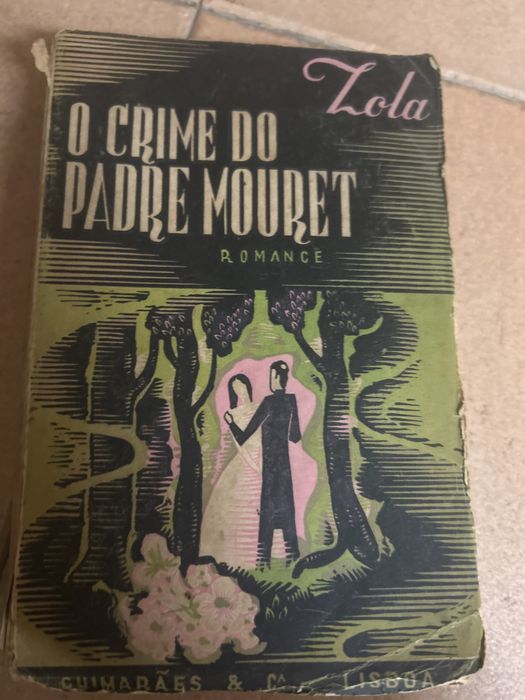 Zola
O CRIME DO
PADRE MOURET
ROMANCE
GUIMARÃES & Cᴬ LISBOA